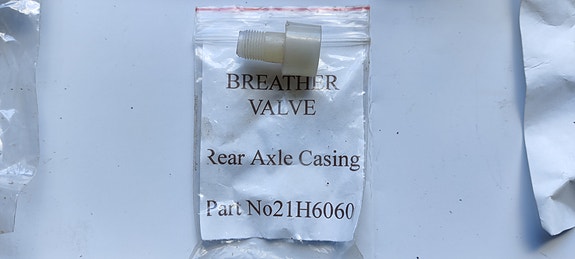 BREATHER
VALVE
Rear Axle Casing
Part No21H6060